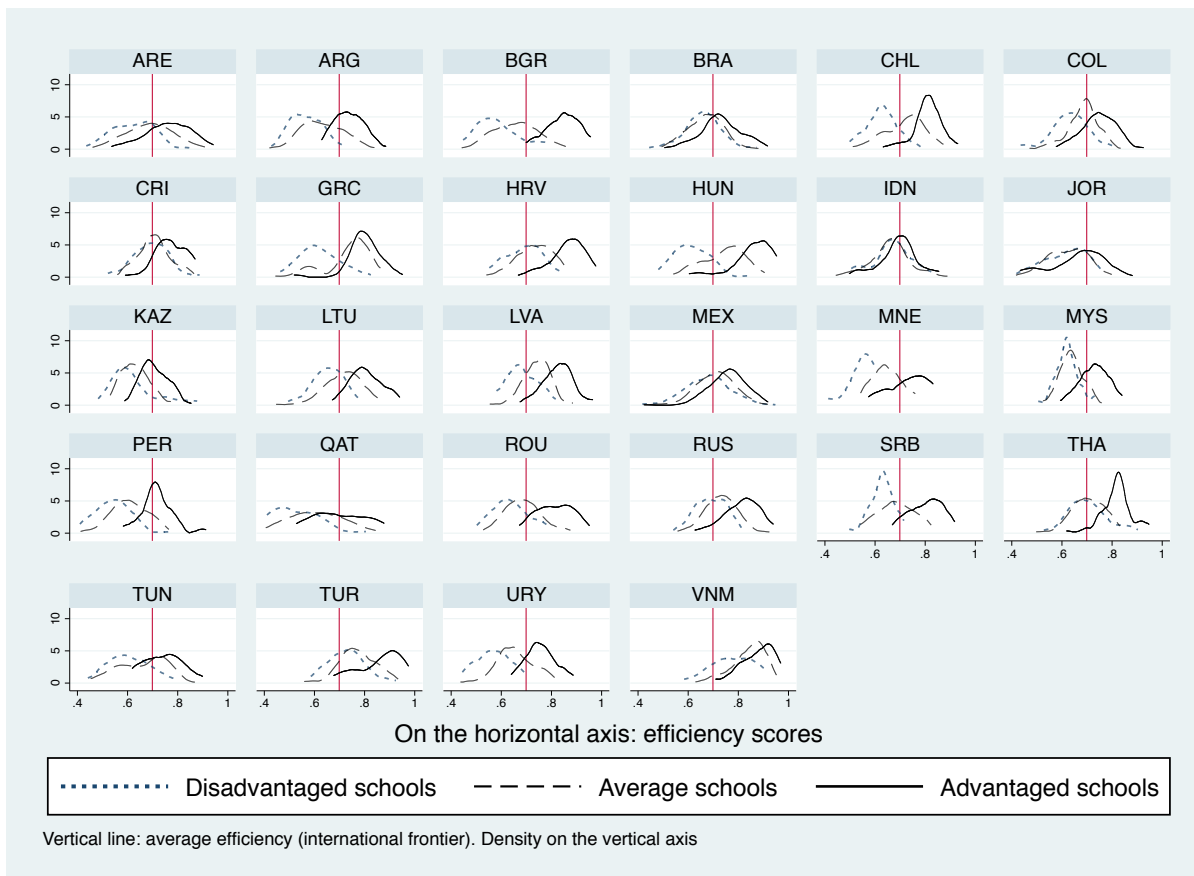 ARE ARG BGR BRA CHL COL
10
5
0
CRI GRC HRV HUN IDN JOR
10
5
0
KAZ LTU LVA MEX MNE MYS
10
5
0
PER QAT ROU RUS SRB THA
10
5
0
.4 .6 .8 1 .4 .6 .8 1
TUN TUR URY VNM
10
5
0
.4 .6 .8 1 .4 .6 .8 1 .4 .6 .8 1 .4 .6 .8 1
On the horizontal axis: efficiency scores
Disadvantaged schools Average schools Advantaged schools
Vertical line: average efficiency (international frontier). Density on the vertical axis